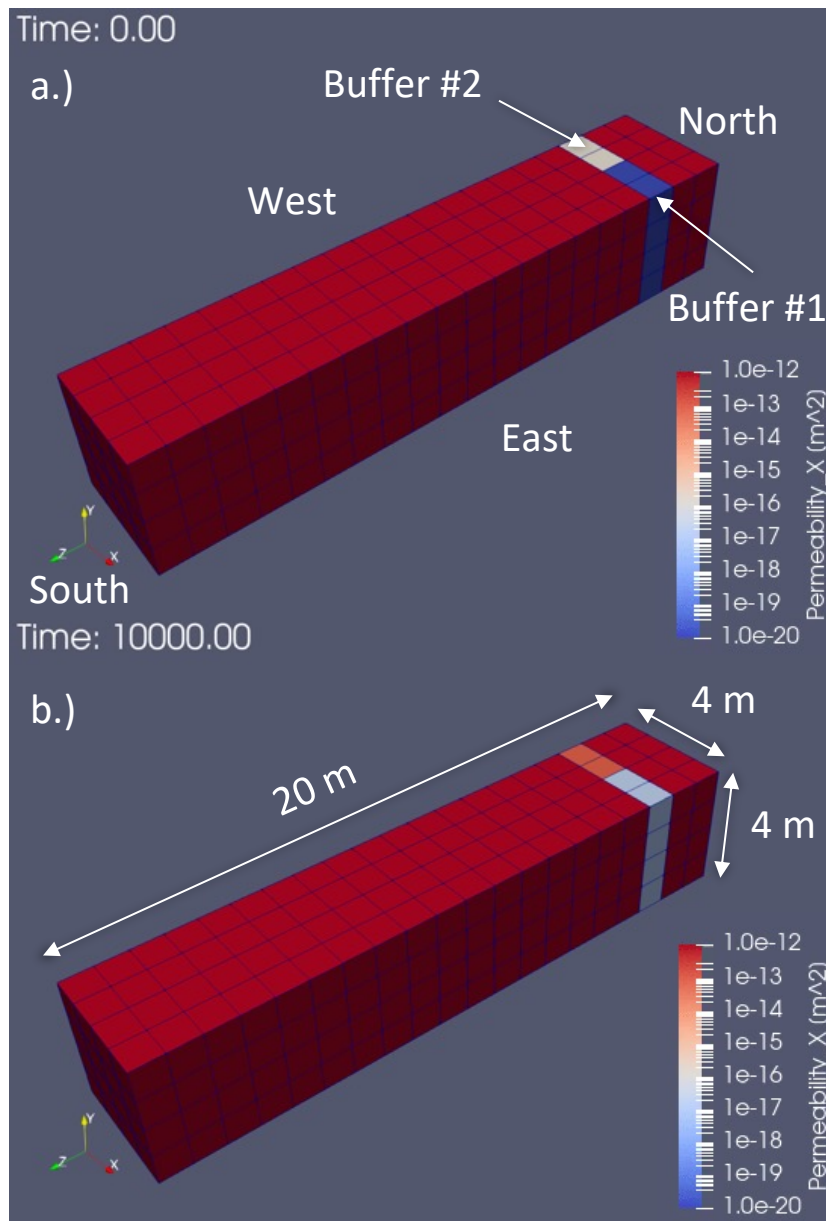 Time: 0.00
a.)
Buffer #2
North
West
Buffer #1
East
1.0e-12
1e-13
1e-14
1e-15
1e-16
1e-17
1e-18
1e-19
1.0e-20
Permeability_X (m^2)
Y
Z
X
South
Time: 10000.00
b.)
4 m
20 m
4 m
1.0e-12
1e-13
1e-14
1e-15
1e-16
1e-17
1e-18
1e-19
1.0e-20
Permeability_X (m^2)
Y
Z
X